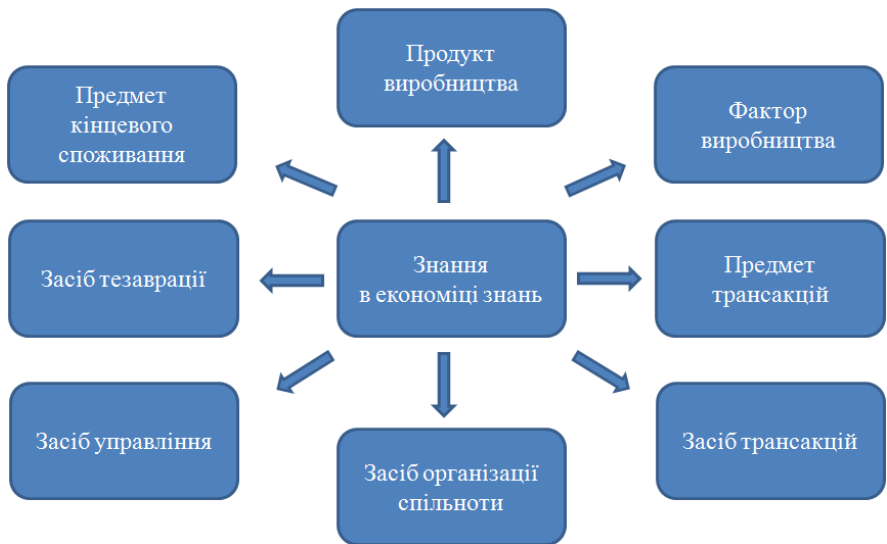 Продукт
виробництва
Предмет
кінцевого
споживання
Фактор
виробництва
Засіб тезаврації
Знання
в економіці знань
Предмет
трансакцій
Засіб управління
Засіб організації
спільноти
Засіб трансакцій